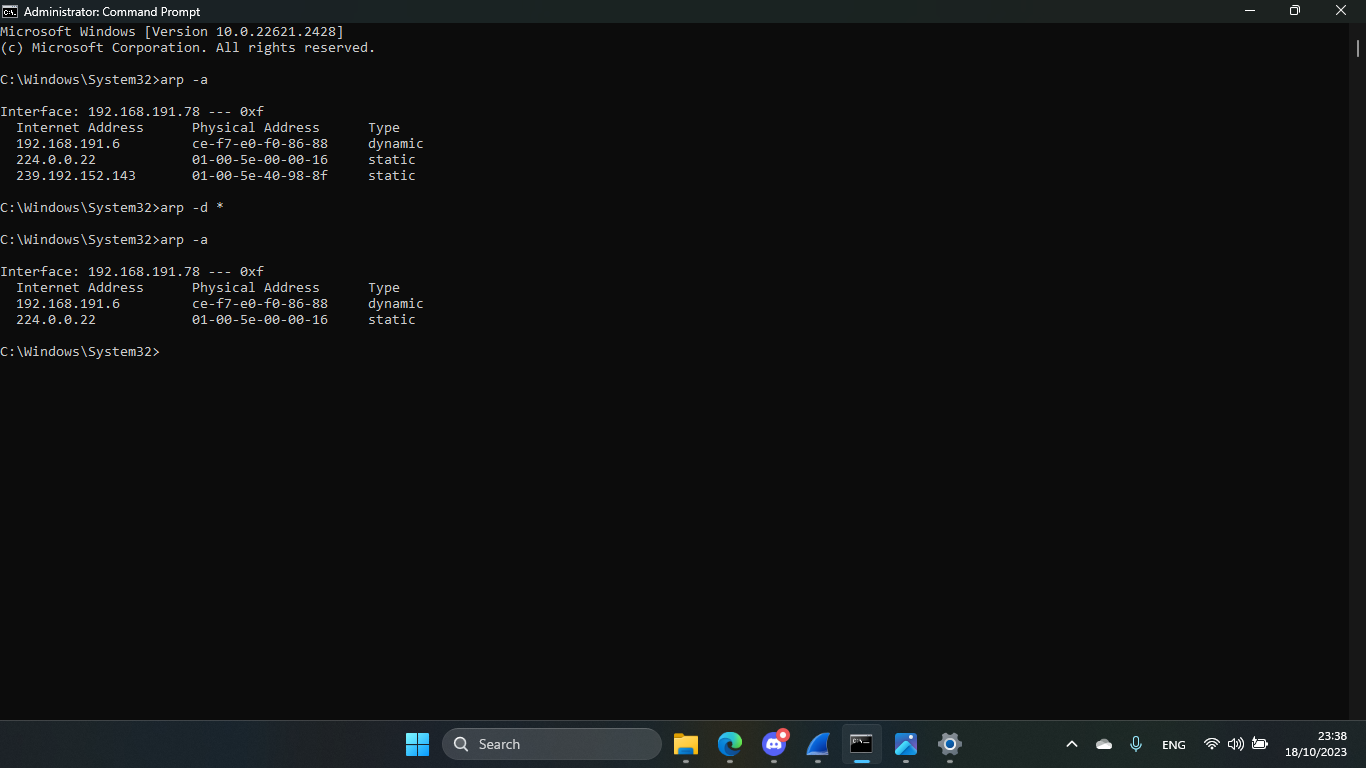 Administrator: Command Prompt
Microsoft Windows [Version 10.0.22621.2428]
(c) Microsoft Corporation. All rights reserved.
C:\Windows\System32>arp -a
Interface: 192.168.191.78 --- 0xf
  Internet Address      Physical Address      Type
  192.168.191.6         ce-f7-e0-f0-86-88     dynamic
  224.0.0.22            01-00-5e-00-00-16     static
  239.192.152.143       01-00-5e-40-98-8f     static
C:\Windows\System32>arp -d *
C:\Windows\System32>arp -a
Interface: 192.168.191.78 --- 0xf
  Internet Address      Physical Address      Type
  192.168.191.6         ce-f7-e0-f0-86-88     dynamic
  224.0.0.22            01-00-5e-00-00-16     static
C:\Windows\System32>
Search
ENG
23:38
18/10/2023